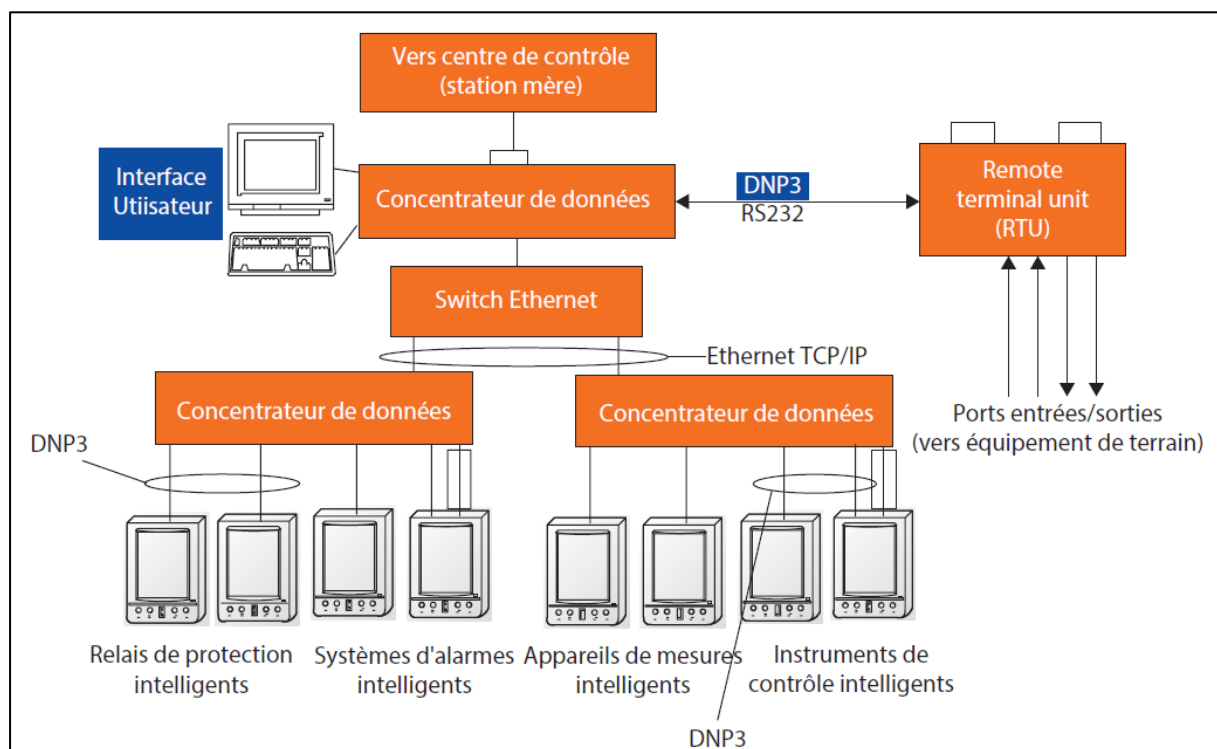 Vers centre de contrôle
(station mère)
Interface
Utiisateur
Concentrateur de données
DNP3
RS232
Remote
terminal unit
(RTU)
Switch Ethernet
Ethernet TCP/IP
Concentrateur de données
Concentrateur de données
Ports entrées/sorties
(vers équipement de terrain)
DNP3
Relais de protection
intelligents
Systèmes d'alarmes
intelligents
Appareils de mesures
intelligents
Instruments de
contrôle intelligents
DNP3